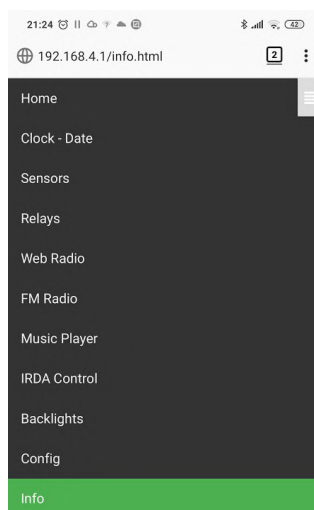 21:24
42
192.168.4.1/info.html
2
Home
Clock - Date
Sensors
Relays
Web Radio
FM Radio
Music Player
IRDA Control
Backlights
Config
Info